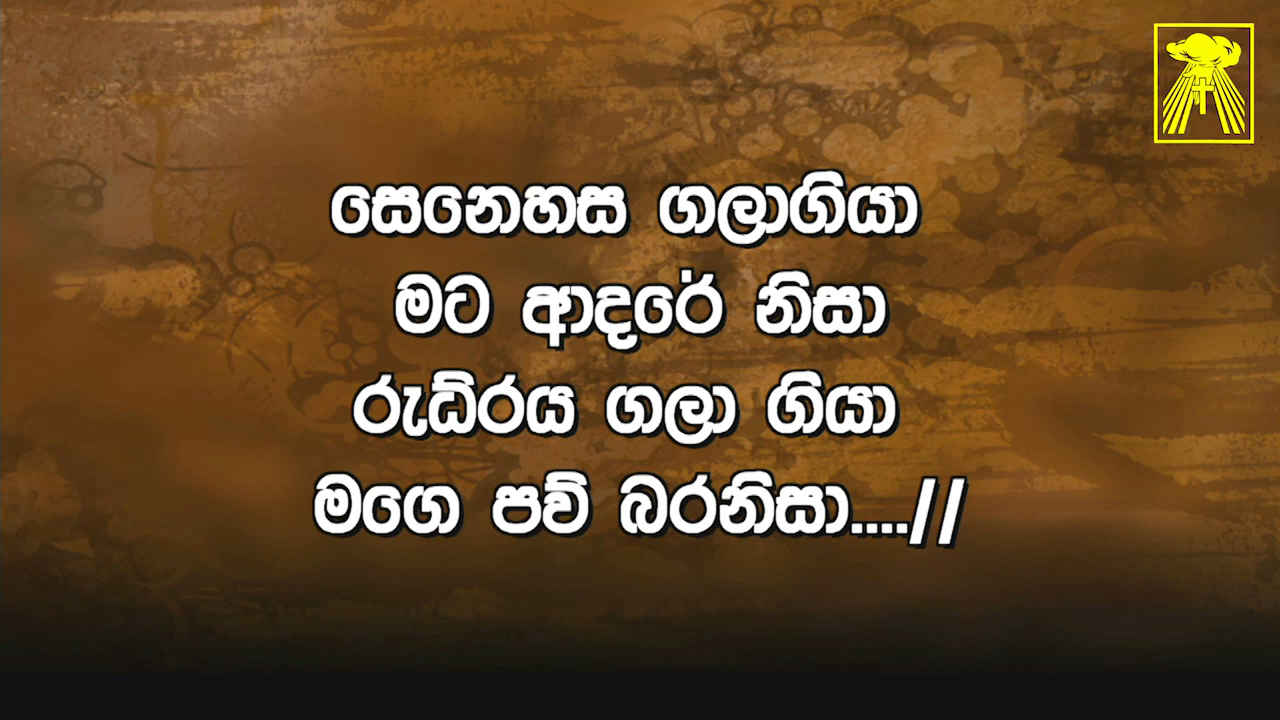 සෙනෙහස ගලාගියා
මට ආදරේ නිසා
රුධිරය ගලා ගියා
මගෙ පව් බරනිසා....//